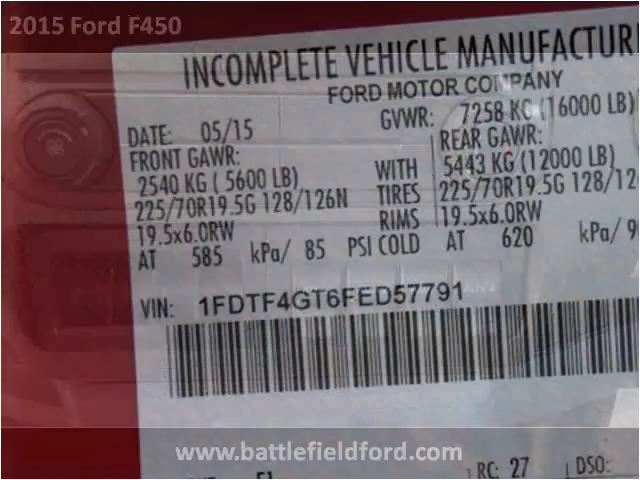 2015 Ford F450
INCOMPLETE VEHICLE MANUFACTUR
FORD MOTOR COMPANY
DATE: 05/15 GVWR: 7258 KG (16000 LB)
FRONT GAWR: REAR GAWR:
2540 KG ( 5600 LB) WITH 5443 KG (12000 LB)
225/70R19.5G 128/126N TIRES 225/70R19.5G 128/12
19.5x6.0RW RIMS 19.5x6.0RW
AT 585 kPa/ 85 PSI COLD AT 620 kPa/ 9
VIN: 1FDTF4GT6FED57791
www.battlefieldford.com
RC: 27 DSO: